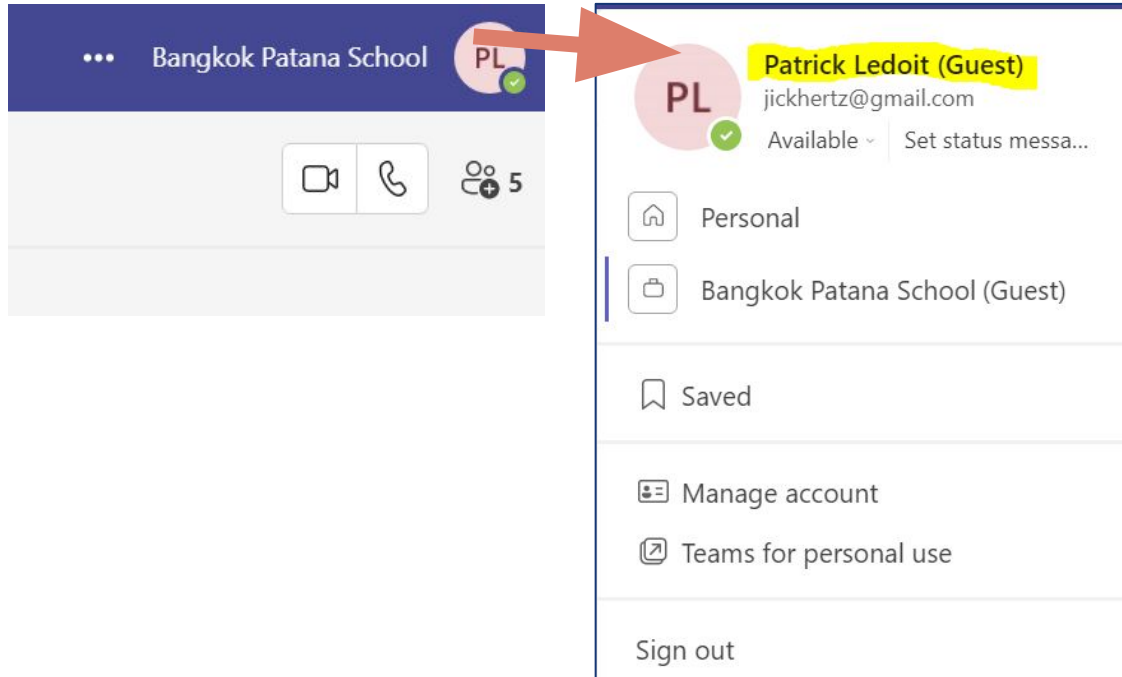 ••• Bangkok Patana School PL
5
PL
Patrick Ledoit (Guest)
jickhertz@gmail.com
Available Set status messa...
Personal
Bangkok Patana School (Guest)
Saved
Manage account
Teams for personal use
Sign out